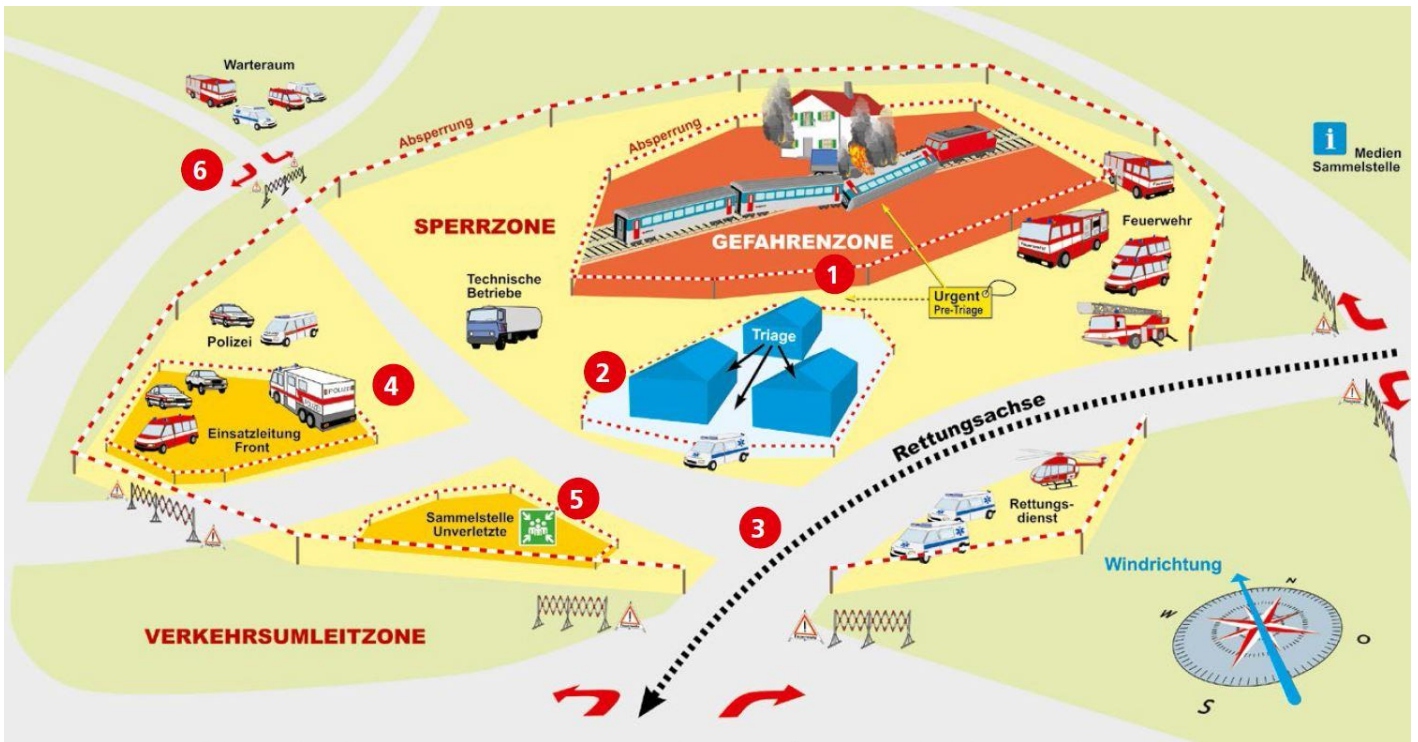 Warteraum
Absperrung
Absperrung
i
Medien
Sammelstelle
6
SPERRZONE
GEFAHRENZONE
Feuerwehr
1
Technische
Betriebe
Urgent
Pre-Triage
Polizei
Triage
2
4
POLIZEI
Einsatzleitung
Front
Rettungsachse
5
Sammelstelle
Unverletzte
3
Rettungs-
dienst
Windrichtung
N
W
O
S
VERKEHRSUMLEITZONE